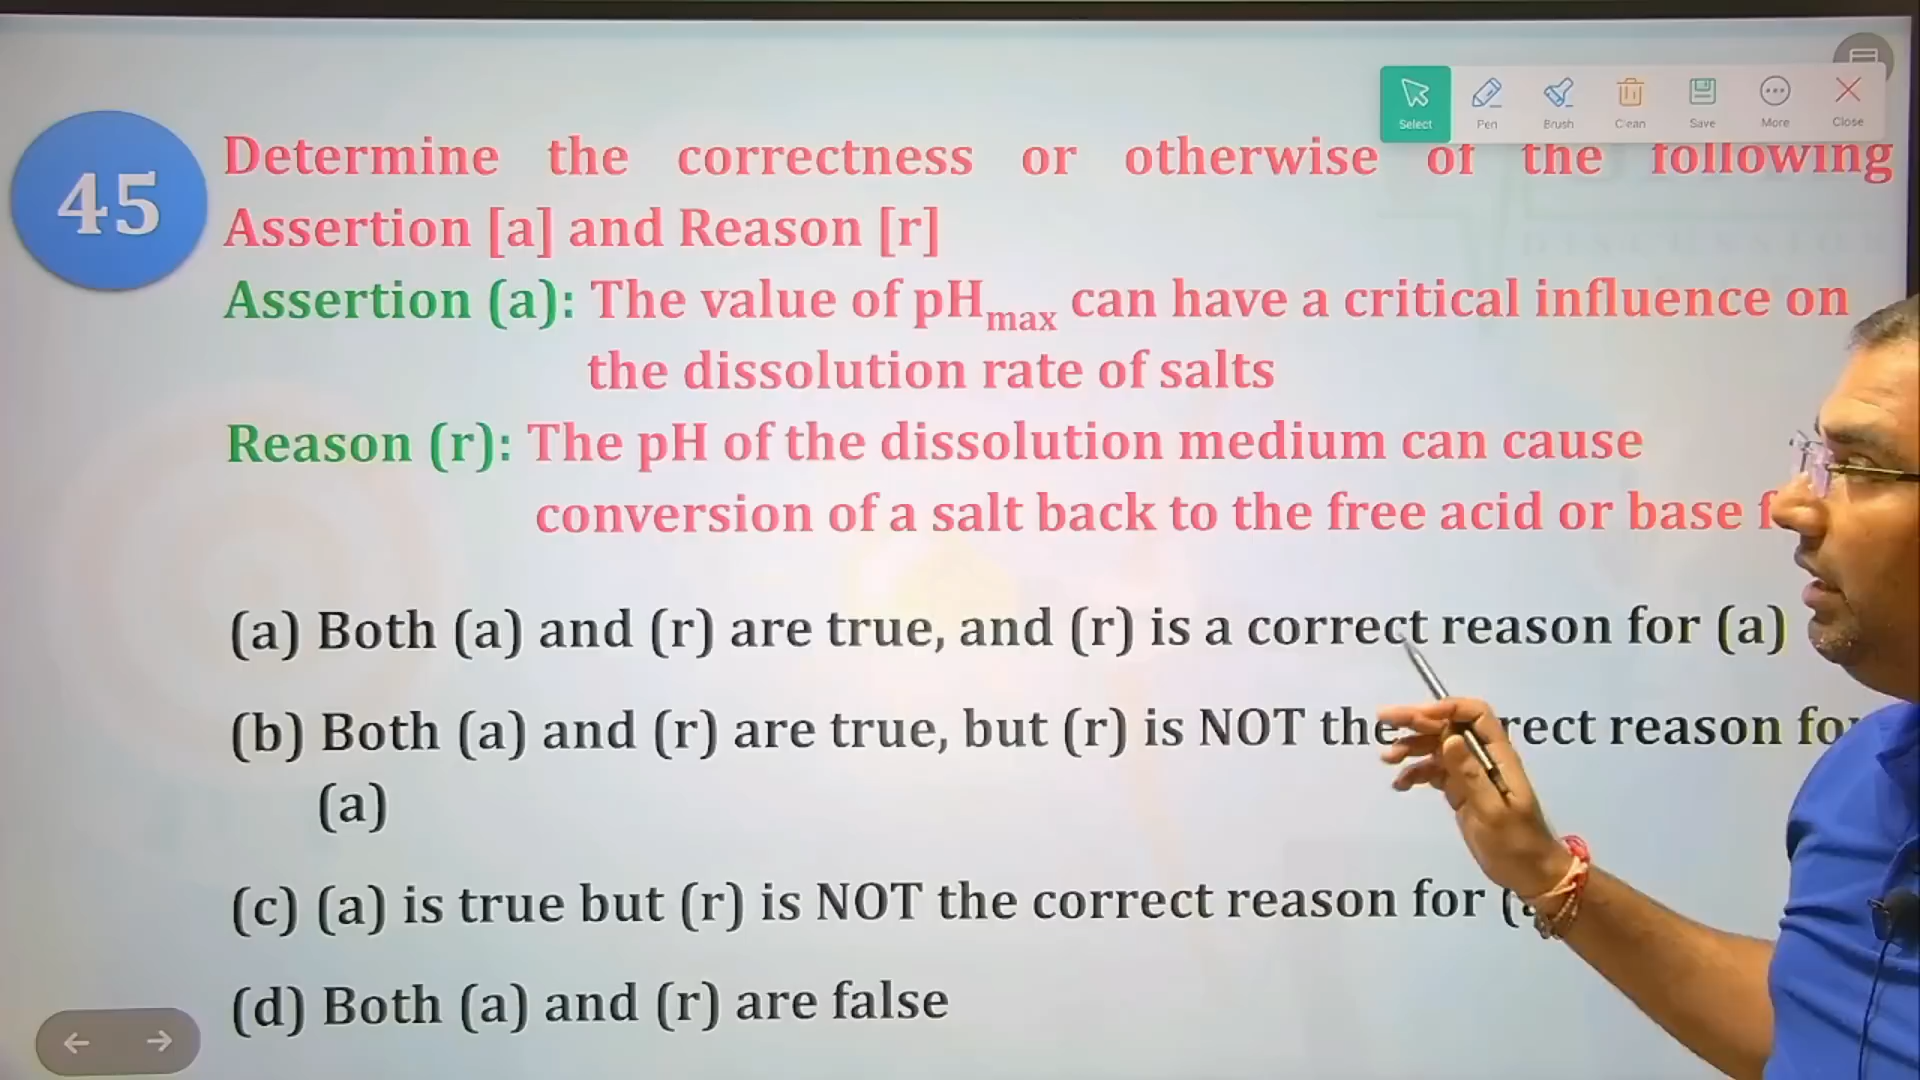 Select Pen Brush Clean Save More Close
45
Determine the correctness or otherwise of the following
Assertion [a] and Reason [r]
Assertion (a): The value of pHmax can have a critical influence on
the dissolution rate of salts
Reason (r): The pH of the dissolution medium can cause
conversion of a salt back to the free acid or base
(a) Both (a) and (r) are true, and (r) is a correct reason for (a)
(b) Both (a) and (r) are true, but (r) is NOT the reason for
(a)
(c) (a) is true but (r) is NOT the correct reason for
(d) Both (a) and (r) are false